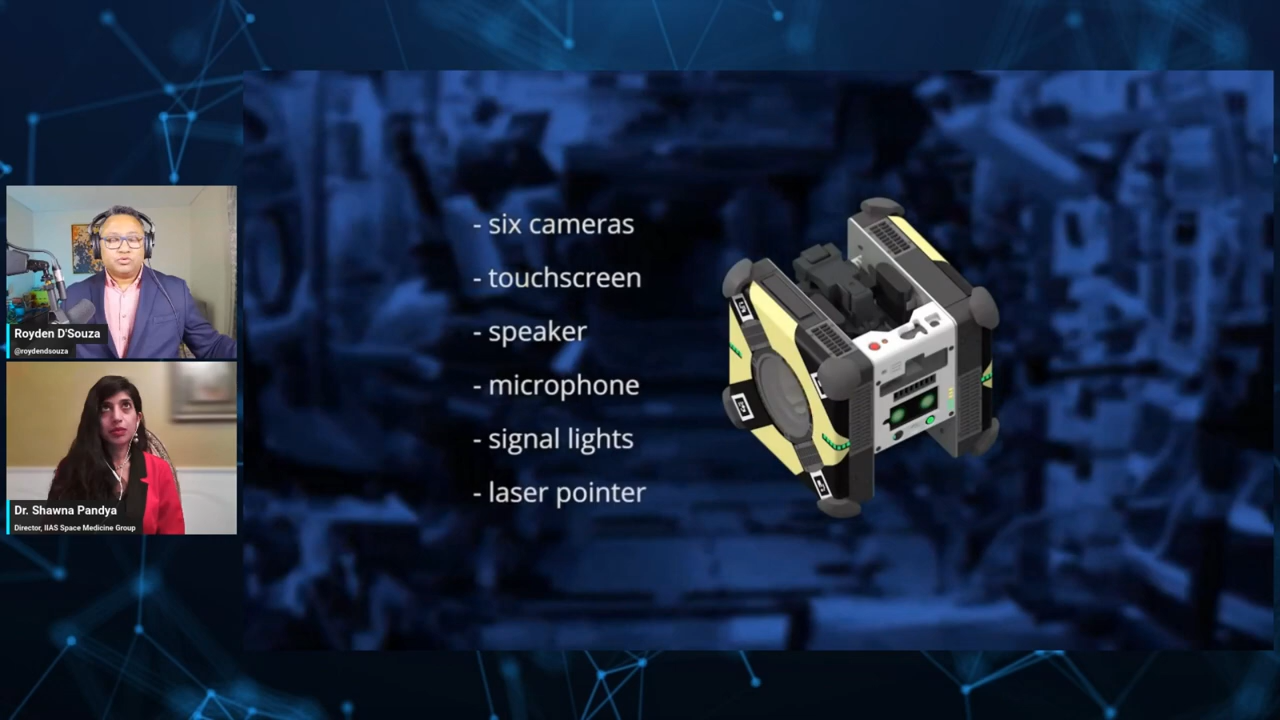 Royden D'Souza
@roydendsouza
Dr. Shawna Pandya
Director, IIAS Space Medicine Group
- six cameras
- touchscreen
- speaker
- microphone
- signal lights
- laser pointer